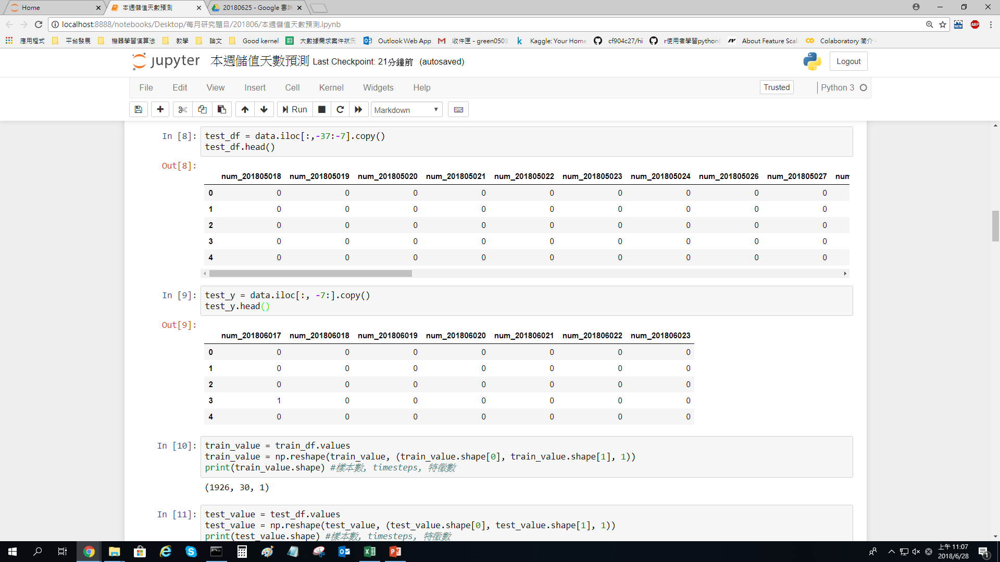 Home
本週儲值天數預測
20180625 - Google 雲端
localhost:8888/notebooks/Desktop/每月研究題目/201806/本週儲值天數預測.ipynb
應用程式 平台發展 機器學習演算法 教學 論文 Good kernel 大數據需求案件狀況 Outlook Web App 收件匣 - green0503 Kaggle: Your Home cf904c27/hi r使用者學習python About Feature Scal Colaboratory 簡介 -
jupyter 本週儲值天數預測 Last Checkpoint: 21分鐘前 (autosaved) Logout
File Edit View Insert Cell Kernel Widgets Help Trusted Python 3
Run Markdown
In [8]: test_df = data.iloc[:,-37:-7].copy()
test_df.head()
Out[8]:
num_201805018 num_201805019 num_201805020 num_201805021 num_201805022 num_201805023 num_201805024 num_201805026 num_201805027 num
0 0 0 0 0 0 0 0 0 0
1 0 0 0 0 0 0 0 0 0
2 0 0 0 0 0 0 0 0 0
3 0 0 0 0 0 0 0 0 0
4 0 0 0 0 0 0 0 0 0
In [9]: test_y = data.iloc[:, -7:].copy()
test_y.head()
Out[9]:
num_201806017 num_201806018 num_201806019 num_201806020 num_201806021 num_201806022 num_201806023
0 0 0 0 0 0 0 0
1 0 0 0 0 0 0 0
2 0 0 0 0 0 0 0
3 1 0 0 0 0 0 0
4 0 0 0 0 0 0 0
In [10]: train_value = train_df.values
train_value = np.reshape(train_value, (train_value.shape[0], train_value.shape[1], 1))
print(train_value.shape) #樣本數, timesteps, 特徵數
(1926, 30, 1)
In [11]: test_value = test_df.values
test_value = np.reshape(test_value, (test_value.shape[0], test_value.shape[1], 1))
print(test_value.shape) #樣本數, timesteps, 特徵數
上午 11:07
2018/6/28